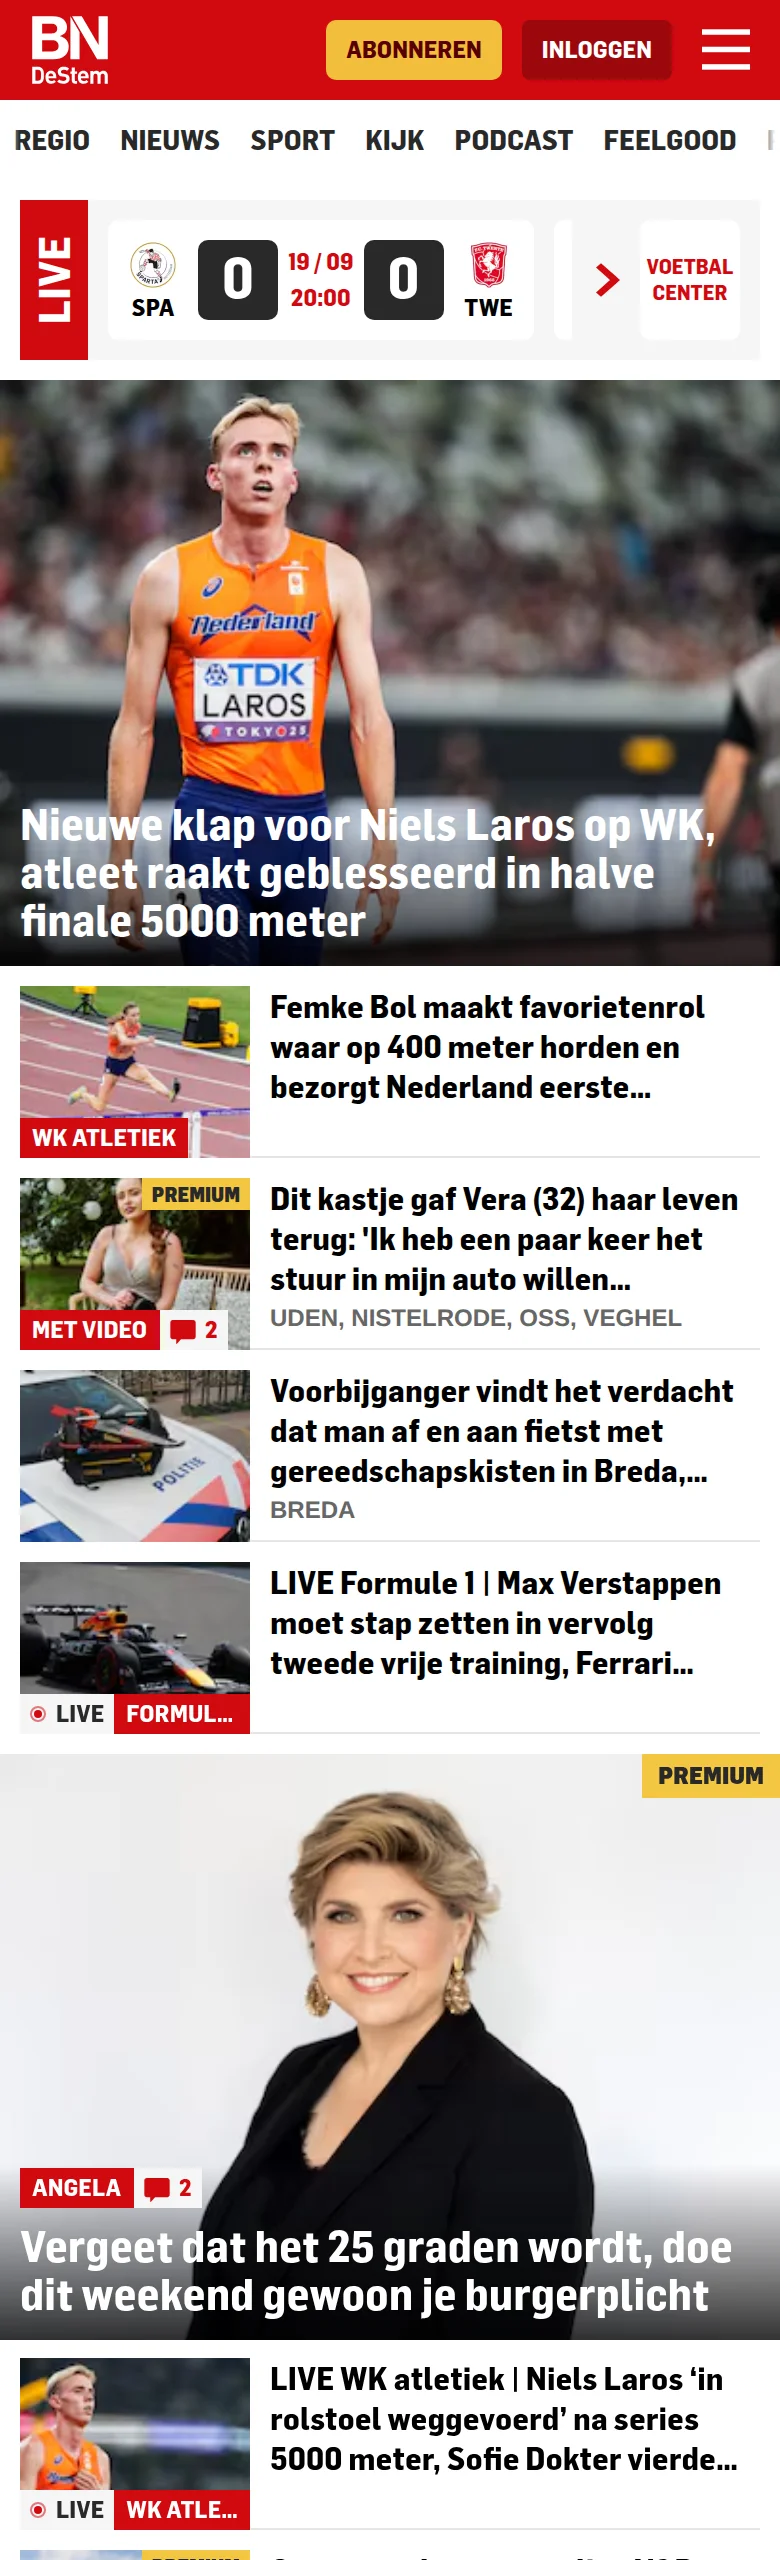 BN
DeStem
ABONNEREN
INLOGGEN
REGIO NIEUWS SPORT KIJK PODCAST FEELGOOD
LIVE
SPARTA
SPA
0
19 / 09
20:00
0
TWE
VOETBAL
CENTER
Nederland
TDK
LAROS
TOKYO25
Nieuwe klap voor Niels Laros op WK,
atleet raakt geblesseerd in halve
finale 5000 meter
Femke Bol maakt favorietenrol
waar op 400 meter horden en
bezorgt Nederland eerste...
WK ATLETIEK
PREMIUM
Dit kastje gaf Vera (32) haar leven
terug: 'Ik heb een paar keer het
stuur in mijn auto willen...
UDEN, NISTELRODE, OSS, VEGHEL
MET VIDEO
2
Voorbijganger vindt het verdacht
dat man af en aan fietst met
gereedschapskisten in Breda,...
BREDA
POLITIE
LIVE Formule 1 | Max Verstappen
moet stap zetten in vervolg
tweede vrije training, Ferrari...
LIVE
FORMUL...
PREMIUM
ANGELA
2
Vergeet dat het 25 graden wordt, doe
dit weekend gewoon je burgerplicht
LIVE WK atletiek | Niels Laros ‘in
rolstoel weggevoerd’ na series
5000 meter, Sofie Dokter vierde...
LIVE
WK ATLE...